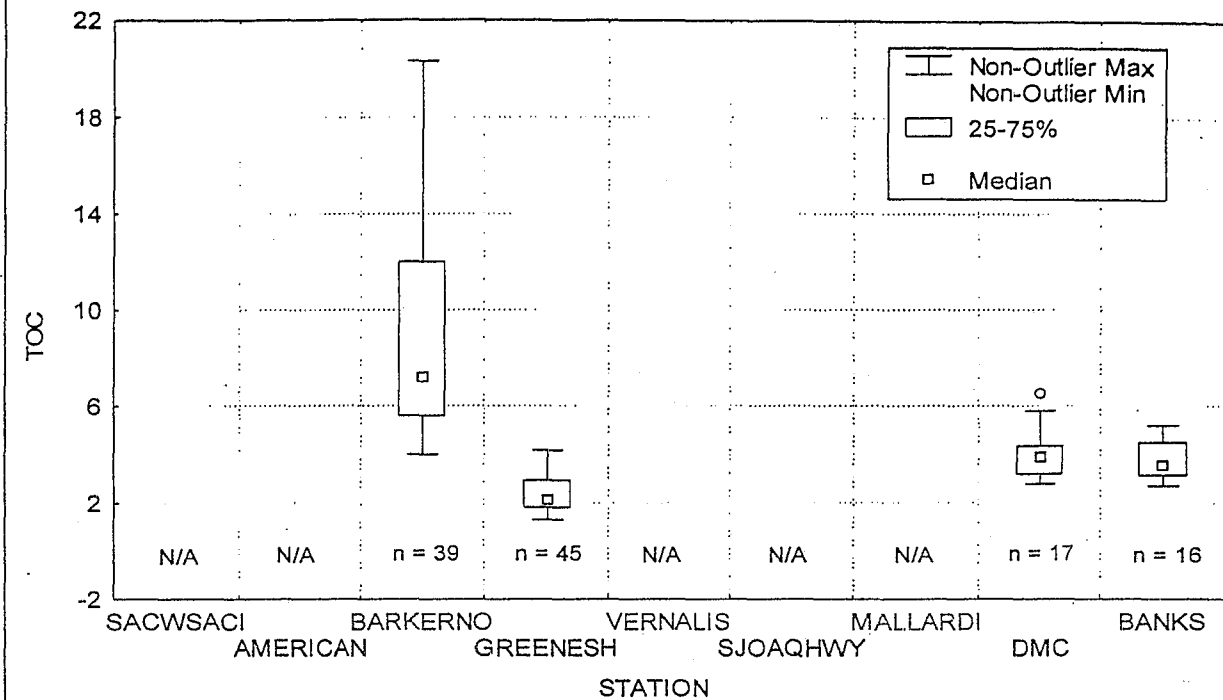 22
18
14
10
6
2
-2
TOC
Non-Outlier Max
Non-Outlier Min
25-75%
Median
N/A N/A n = 39 n = 45 N/A N/A N/A n = 17 n = 16
SACWSACI BARKERNO VERNALIS MALLARDI BANKS
AMERICAN GREENESH SJOAQHWY DMC
STATION